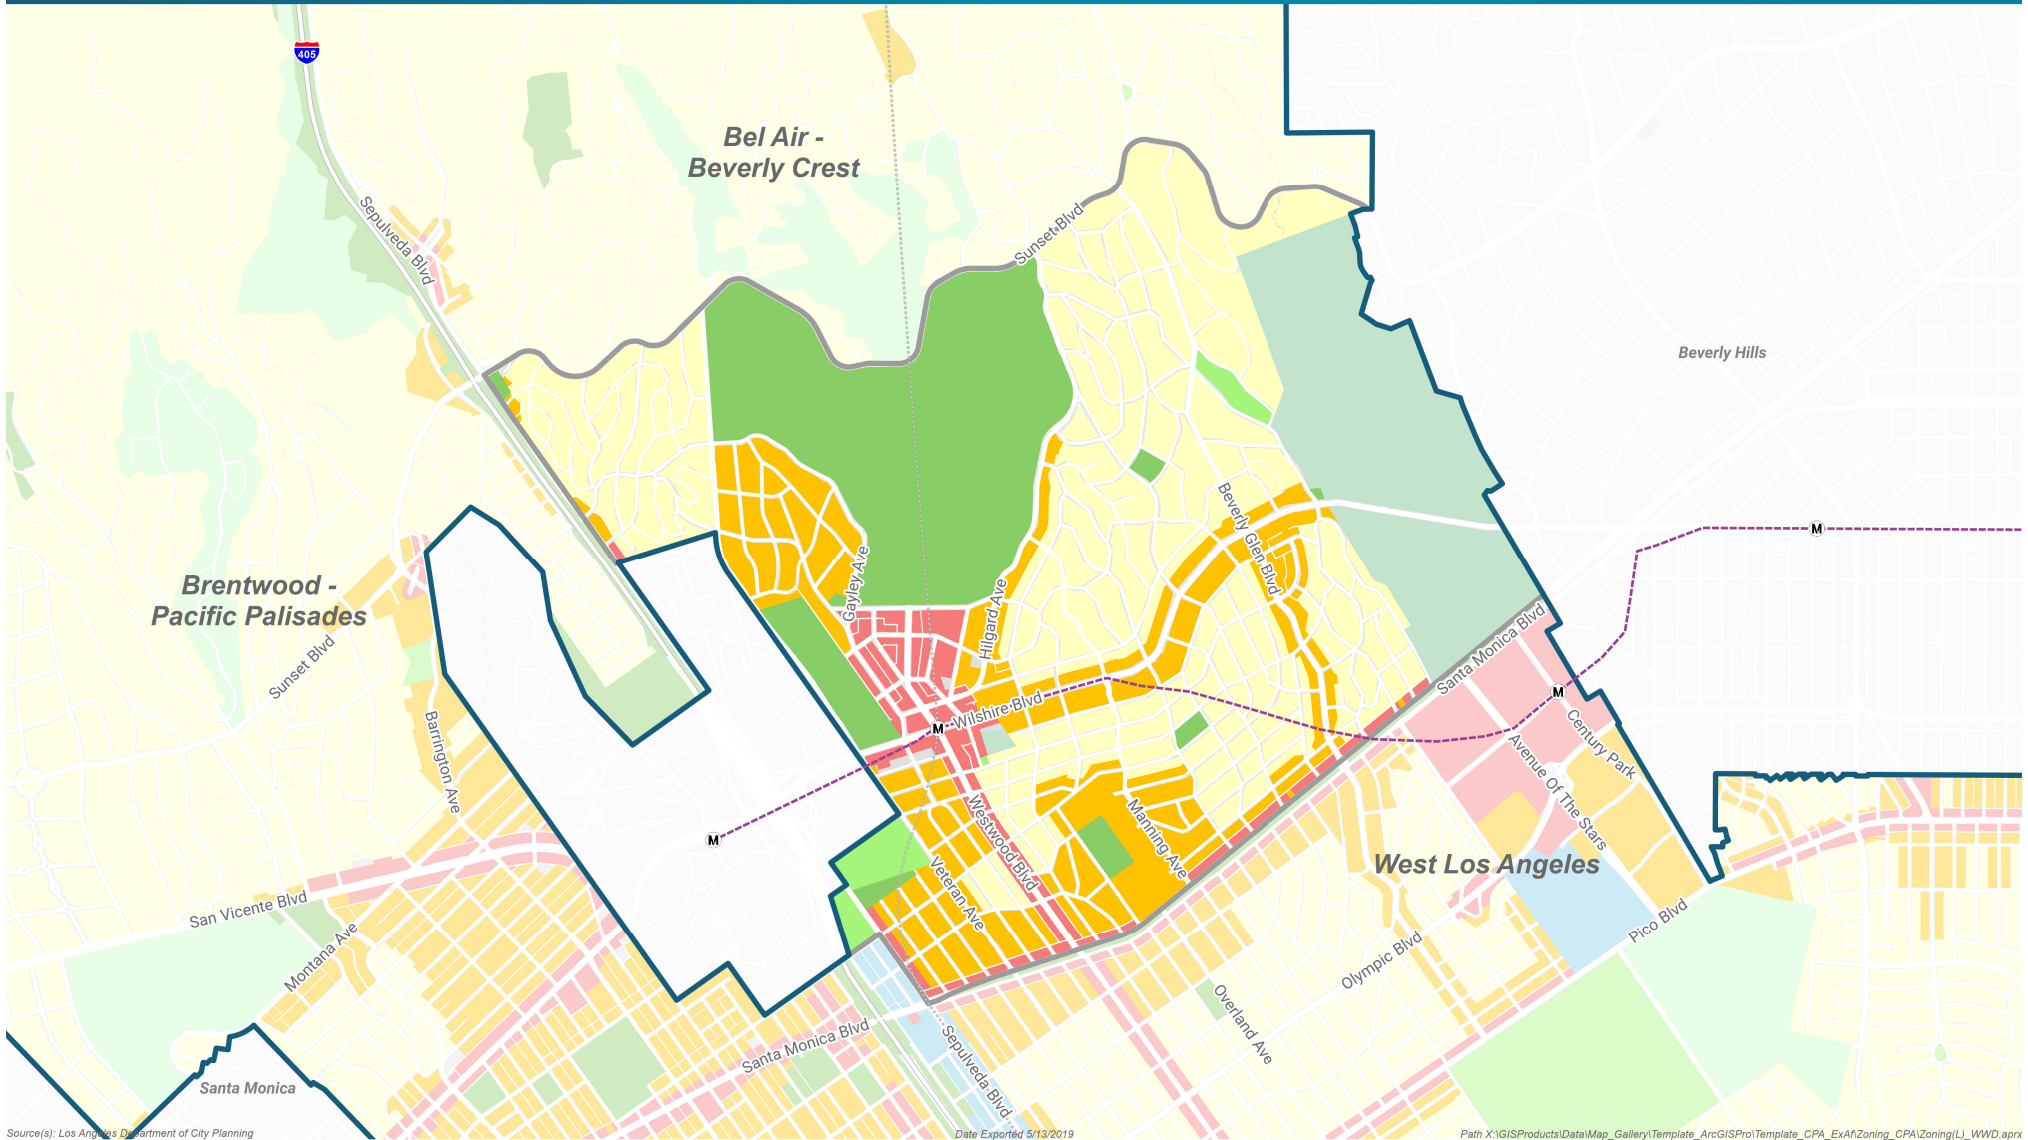 405
Bel Air -
Beverly Crest
Sepulveda Blvd
Sunset Blvd
Beverly Hills
M
Beverly Glen Blvd
Gayley Ave
Hilgard Ave
Brentwood -
Pacific Palisades
Sunset Blvd
Santa Monica Blvd
M
Wilshire Blvd
M
Century Park
Avenue Of The Stars
Barrington Ave
M
Westwood Blvd
Manning Ave
Veteran Ave
West Los Angeles
San Vicente Blvd
Montana Ave
Pico Blvd
Olympic Blvd
Overland Ave
Santa Monica Blvd
Sepulveda Blvd
Santa Monica
Source(s): Los Angeles Department of City Planning
Date Exported 5/13/2019
Path X:\GISProducts\Data\Map_Gallery\Template_ArcGISPro\Template_CPA_ExAf\Zoning_CPA\Zoning(L)_WWD.aprx